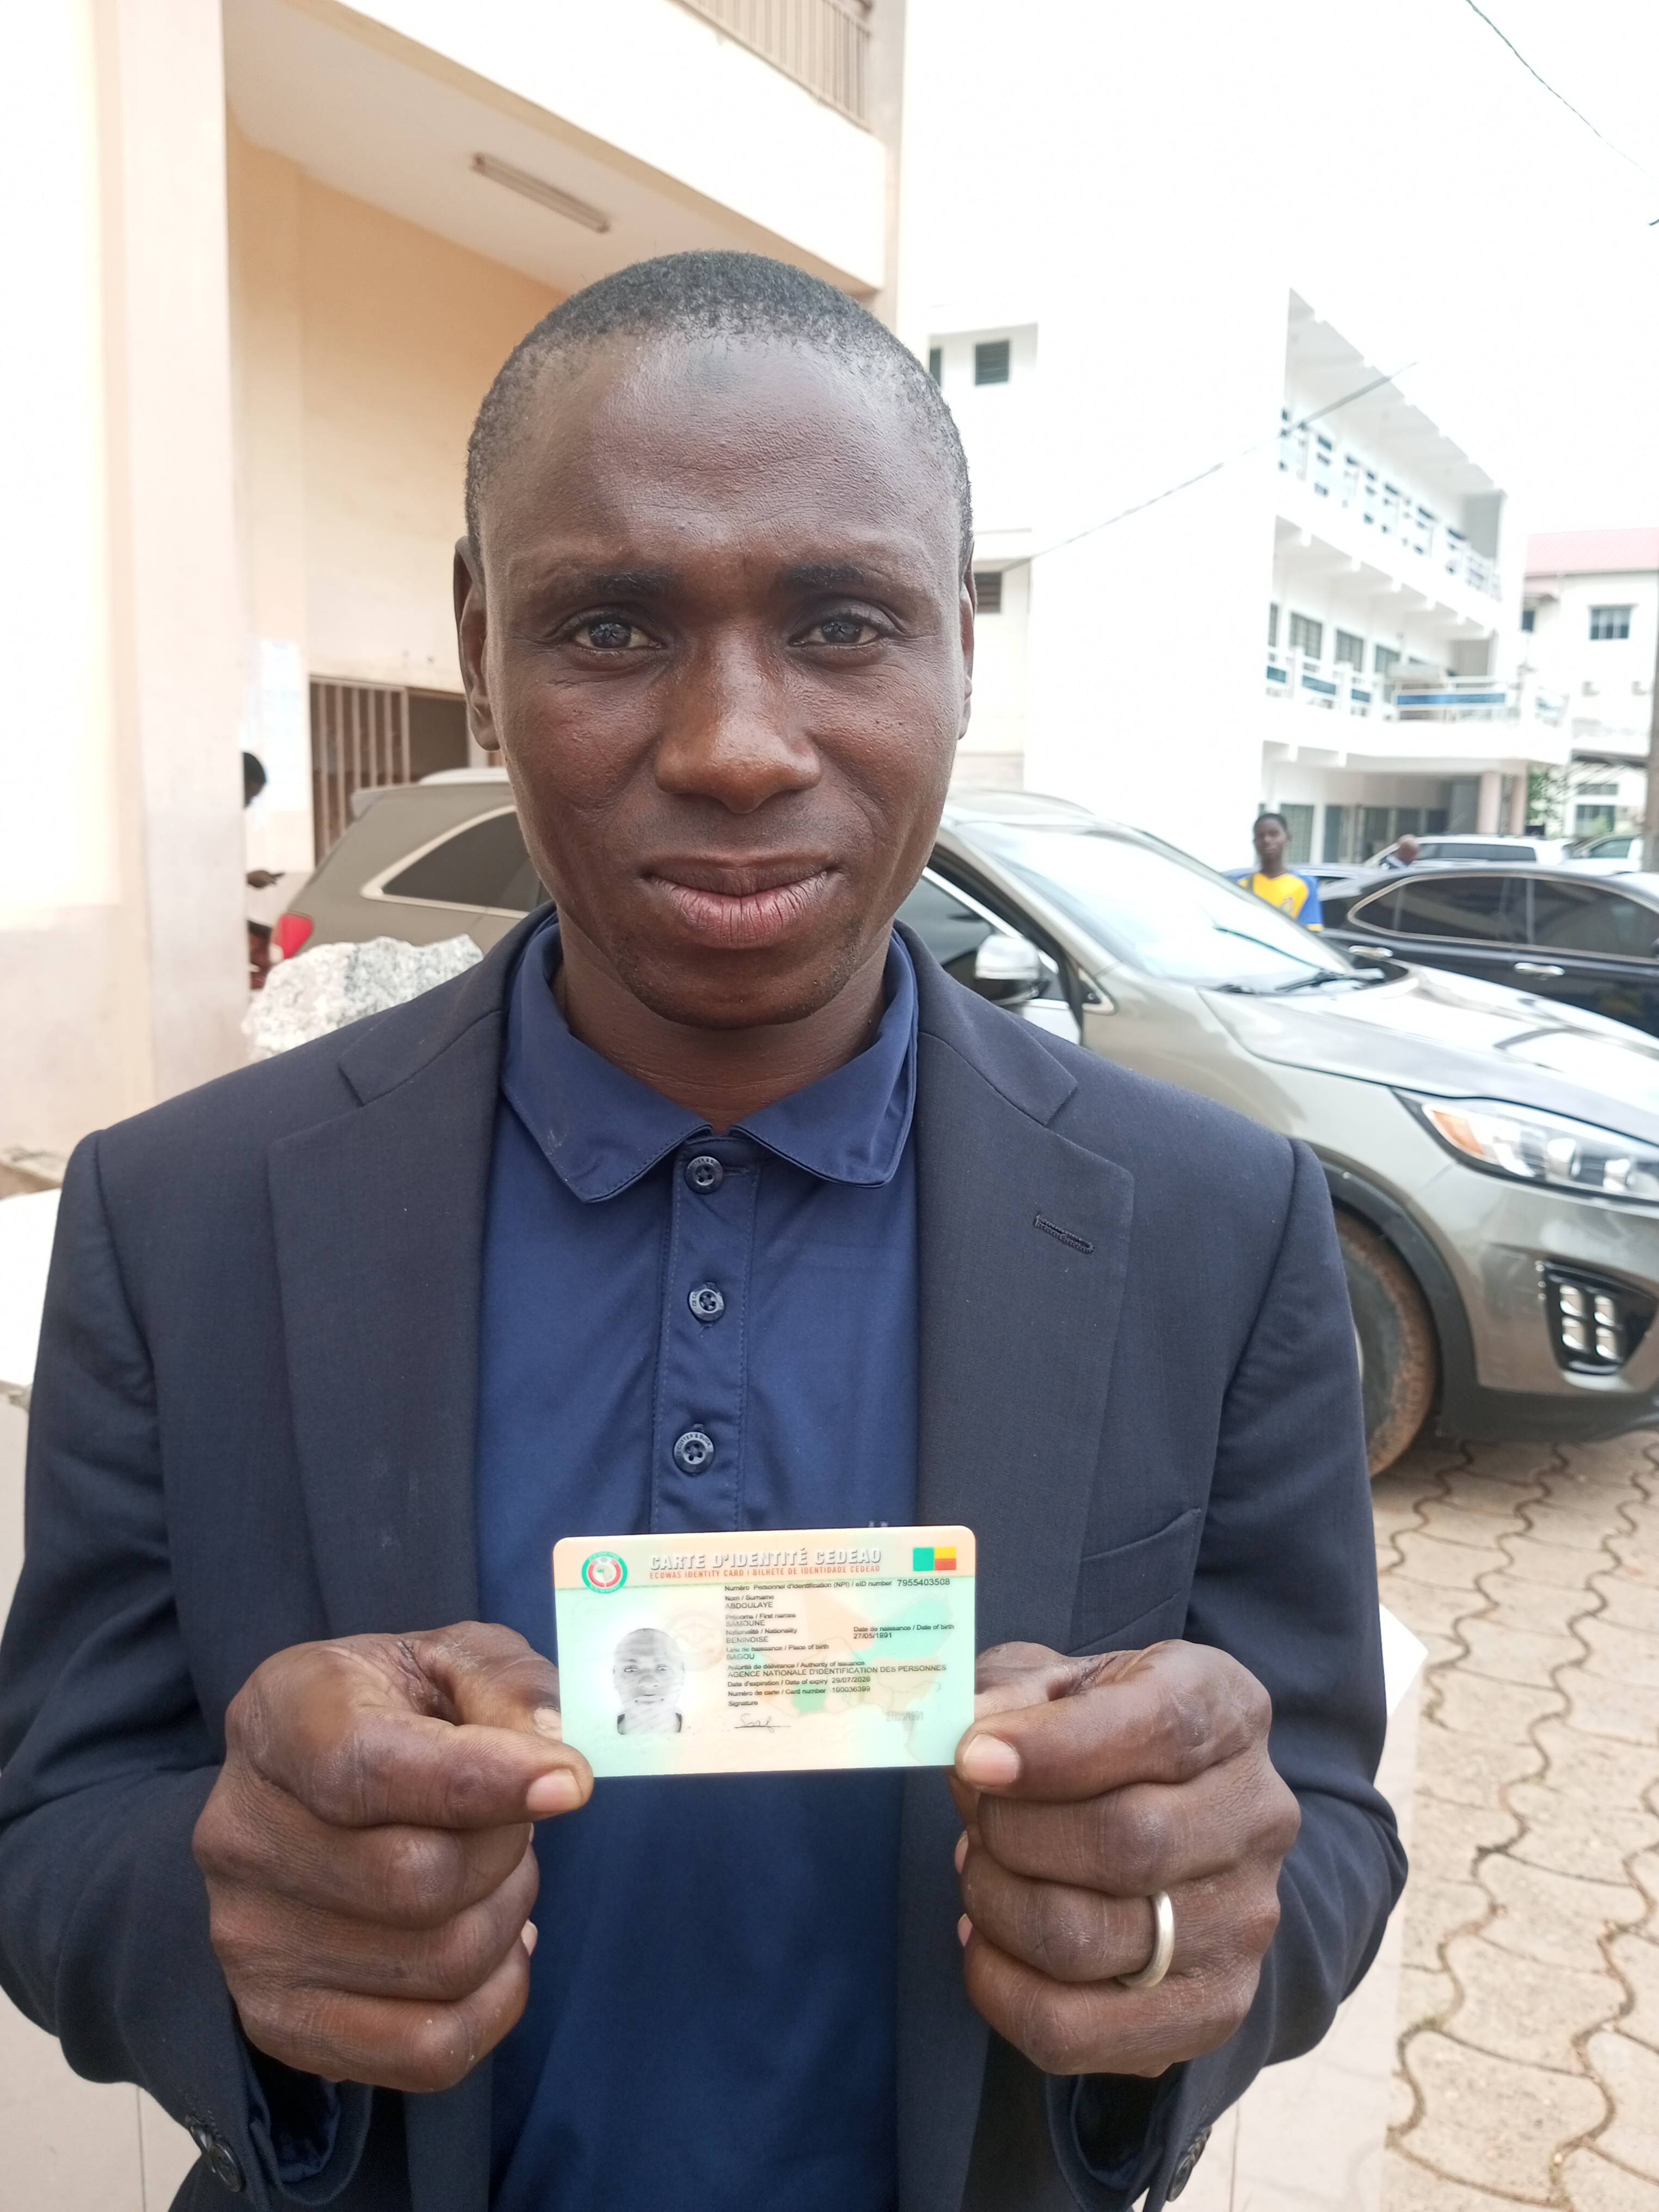 CARTE D'IDENTITÉ CEDEAO
ECOWAS IDENTITY CARD / BILHETE DE IDENTIDADE CEDEAO
Numéro Personnel d'Identification (NPI) / eID number 7955403508
Nom / Surname
ABDOULAYE
Prénoms / First names
SAMOUNE
Nationalité / Nationality Date de naissance / Date of birth
BENINOISE 27/05/1991
Lieu de naissance / Place of birth
BAGOU
Autorité de délivrance / Authority of issuance
AGENCE NATIONALE D'IDENTIFICATION DES PERSONNES
Date d'expiration / Date of expiry 29/07/2029
Numéro de carte / Card number 190036399
Signature